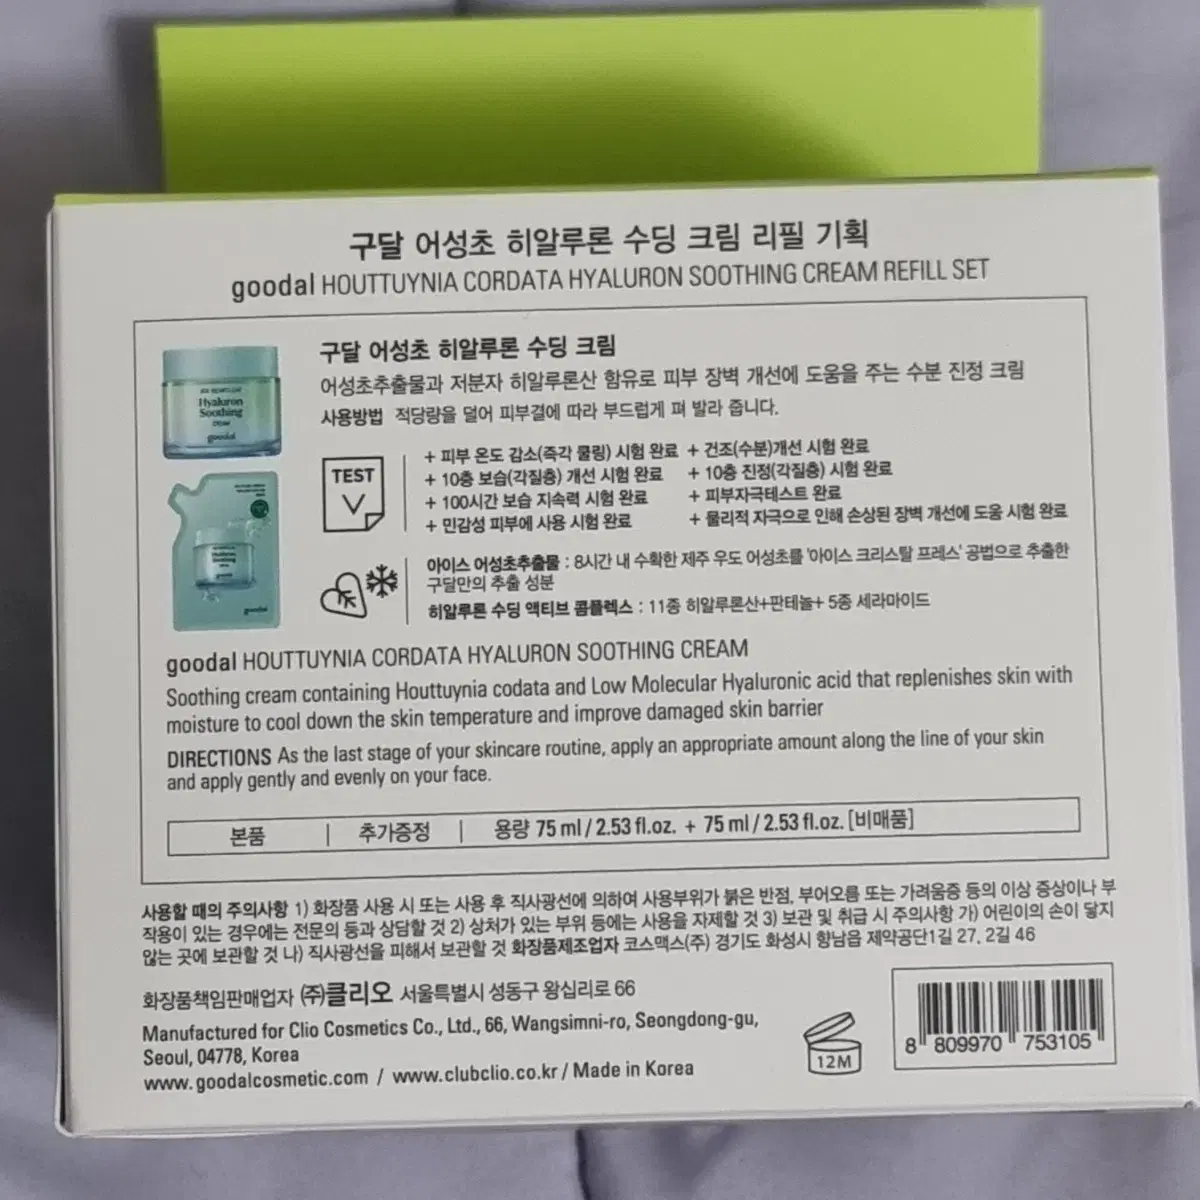 구달 어성초 히알루론 수딩 크림 리필 기획
goodal HOUTTUYNIA CORDATA HYALURON SOOTHING CREAM REFILL SET
구달 어성초 히알루론 수딩 크림
어성초추출물과 저분자 히알루론산 함유로 피부 장벽 개선에 도움을 주는 수분 진정 크림
사용방법 적당량을 덜어 피부결에 따라 부드럽게 펴 발라 줍니다.
Hyaluron
Soothing
goodal
TEST
+ 피부 온도 감소(즉각 쿨링) 시험 완료 + 건조(수분)개선 시험 완료
+ 10층 보습(각질층) 개선 시험 완료 + 10층 진정(각질층) 시험 완료
+ 100시간 보습 지속력 시험 완료 + 피부자극테스트 완료
+ 민감성 피부에 사용 시험 완료 + 물리적 자극으로 인해 손상된 장벽 개선에 도움 시험 완료
아이스 어성초추출물 : 8시간 내 수확한 제주 우도 어성초를 '아이스 크리스탈 프레스' 공법으로 추출한
구달만의 추출 성분
히알루론 수딩 액티브 콤플렉스 : 11종 히알루론산+판테놀+ 5종 세라마이드
Hyaluron
Soothing
goodal
goodal HOUTTUYNIA CORDATA HYALURON SOOTHING CREAM
Soothing cream containing Houttuynia codata and Low Molecular Hyaluronic acid that replenishes skin with
moisture to cool down the skin temperature and improve damaged skin barrier
DIRECTIONS As the last stage of your skincare routine, apply an appropriate amount along the line of your skin
and apply gently and evenly on your face.
본품 | 추가증정 | 용량 75 ml / 2.53 fl.oz. + 75 ml / 2.53 fl.oz. [비매품]
사용할 때의 주의사항 1) 화장품 사용 시 또는 사용 후 직사광선에 의하여 사용부위가 붉은 반점, 부어오름 또는 가려움증 등의 이상 증상이나 부
작용이 있는 경우에는 전문의 등과 상담할 것 2) 상처가 있는 부위 등에는 사용을 자제할 것 3) 보관 및 취급 시 주의사항 가) 어린이의 손이 닿지
않는 곳에 보관할 것 나) 직사광선을 피해서 보관할 것 화장품제조업자 코스맥스(주) 경기도 화성시 향남읍 제약공단1길 27, 2길 46
화장품책임판매업자 (주)클리오 서울특별시 성동구 왕십리로 66
Manufactured for Clio Cosmetics Co., Ltd., 66, Wangsimni-ro, Seongdong-gu,
Seoul, 04778, Korea
www.goodalcosmetic.com / www.clubclio.co.kr / Made in Korea
12M
8 809970 753105